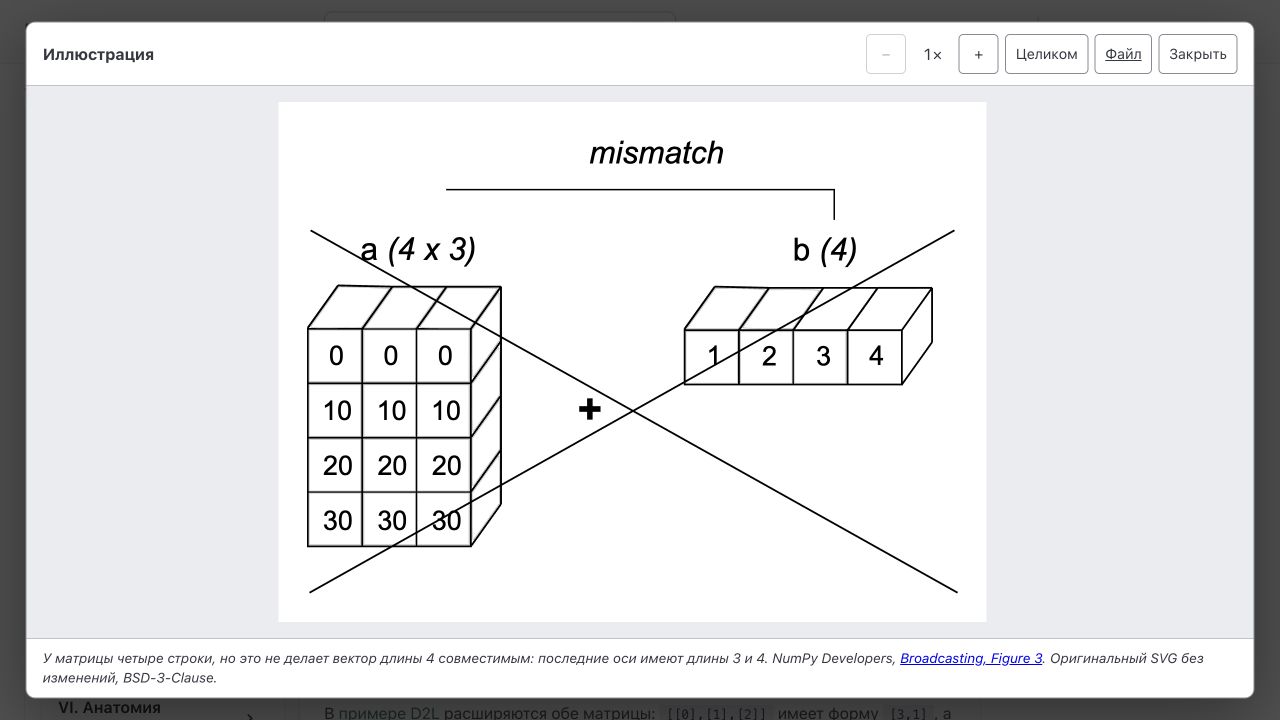 Иллюстрация
−
1×
+
Целиком
Файл
Закрыть
mismatch
a (4 x 3)
b (4)
0 0 0
10 10 10
20 20 20
30 30 30
+
1 2 3 4
У матрицы четыре строки, но это не делает вектор длины 4 совместимым: последние оси имеют длины 3 и 4. NumPy Developers, Broadcasting, Figure 3. Оригинальный SVG без
изменений, BSD-3-Clause.
VI. Анатомия
В примере D2L расширяются обе матрицы: [[0],[1],[2]] имеет форму [3,1], а